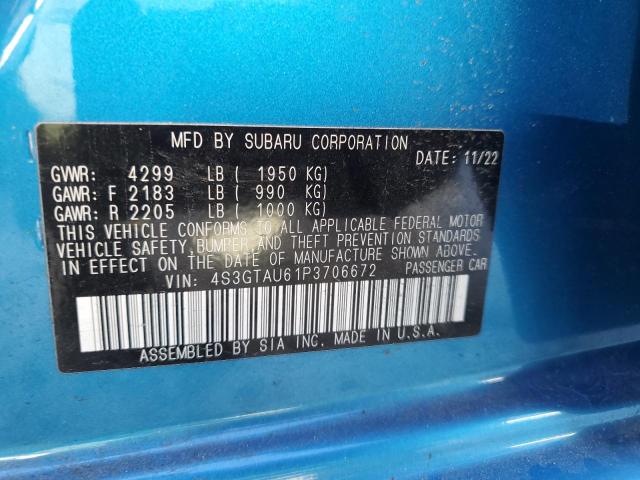 MFD BY SUBARU CORPORATION
DATE: 11/22
GVWR: 4299 LB ( 1950 KG)
GAWR: F 2183 LB ( 990 KG)
GAWR: R 2205 LB ( 1000 KG)
THIS VEHICLE CONFORMS TO ALL APPLICABLE FEDERAL MOTOR
VEHICLE SAFETY, BUMPER, AND THEFT PREVENTION STANDARDS
IN EFFECT ON THE DATE OF MANUFACTURE SHOWN ABOVE.
VIN: 4S3GTAU61P3706672 PASSENGER CAR
ASSEMBLED BY SIA INC. MADE IN U.S.A.